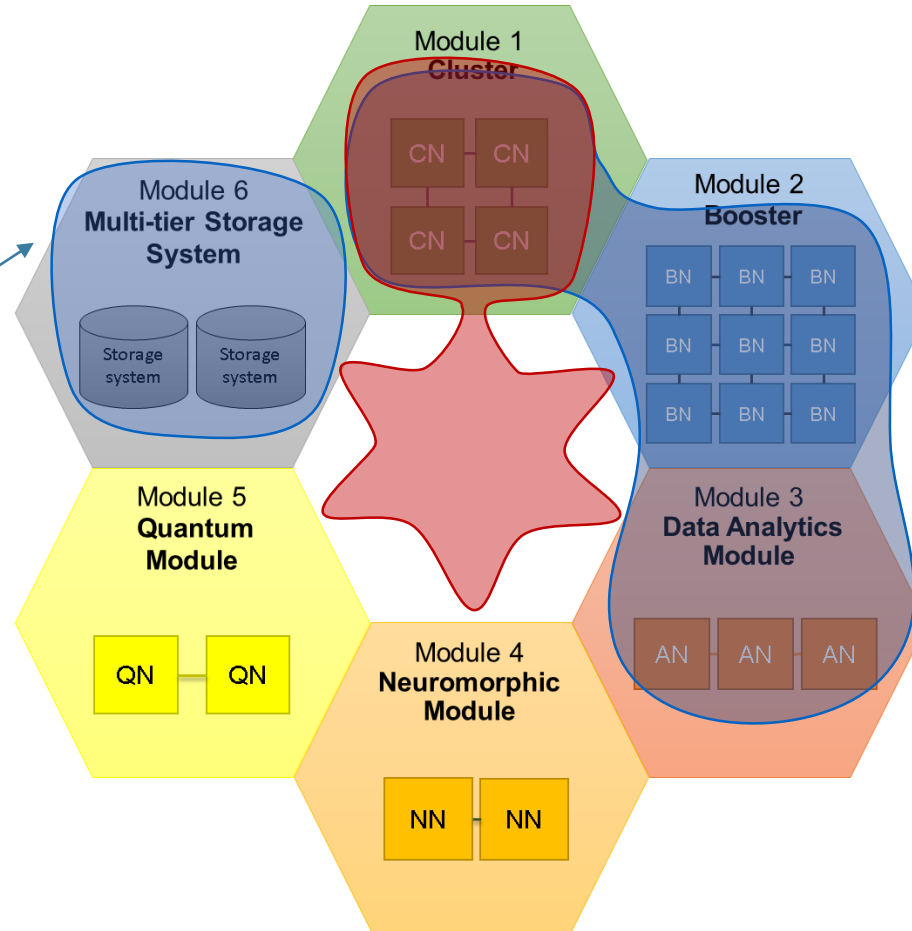 Module 1
Cluster
CN CN
CN CN
Module 2
Booster
BN BN BN
BN BN BN
BN BN BN
Module 3
Data Analytics
Module
AN AN AN
Module 4
Neuromorphic
Module
NN NN
Module 5
Quantum
Module
QN QN
Module 6
Multi-tier Storage
System
Storage Storage
system system